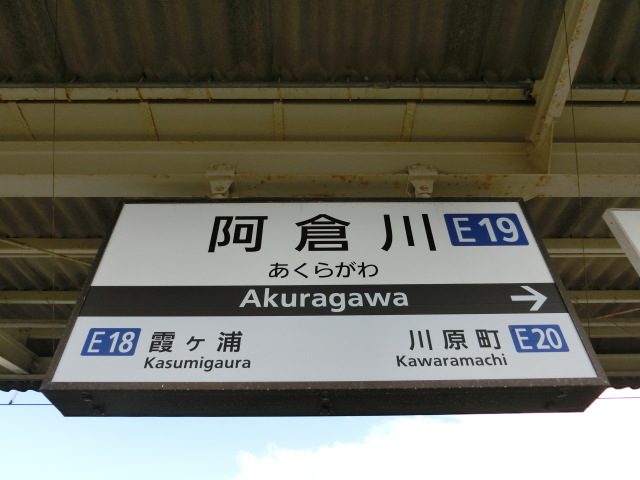 阿倉川 E19
あくらがわ
Akuragawa →
E18 霞ヶ浦 川原町 E20
Kasumigaura Kawaramachi